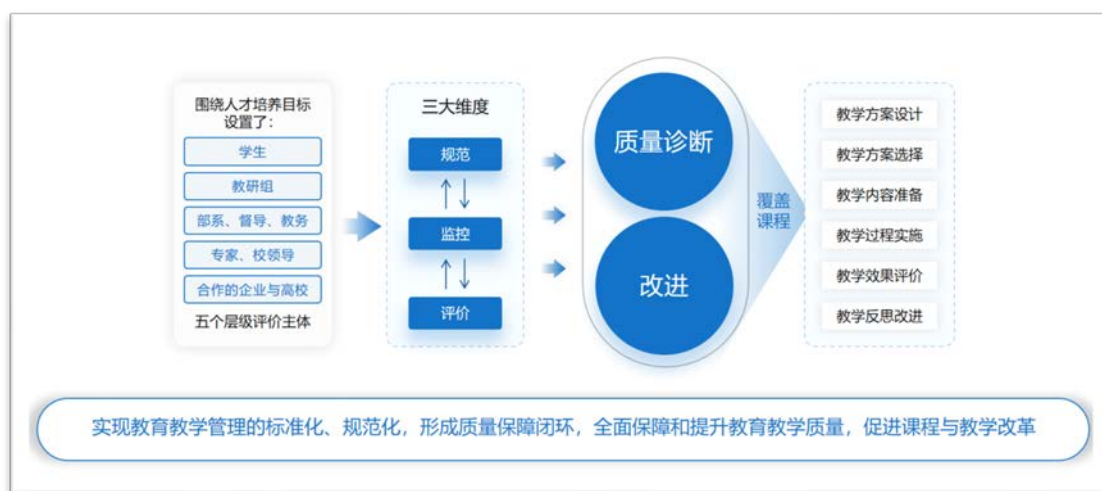 围绕人才培养目标
设置了：
学生
教研组
部系、督导、教务
专家、校领导
合作的企业与高校
五个层级评价主体
三大维度
规范
监控
评价
质量诊断
改进
覆盖
课程
教学方案设计
教学方案选择
教学内容准备
教学过程实施
教学效果评价
教学反思改进
实现教育教学管理的标准化、规范化，形成质量保障闭环，全面保障和提升教育教学质量，促进课程与教学改革